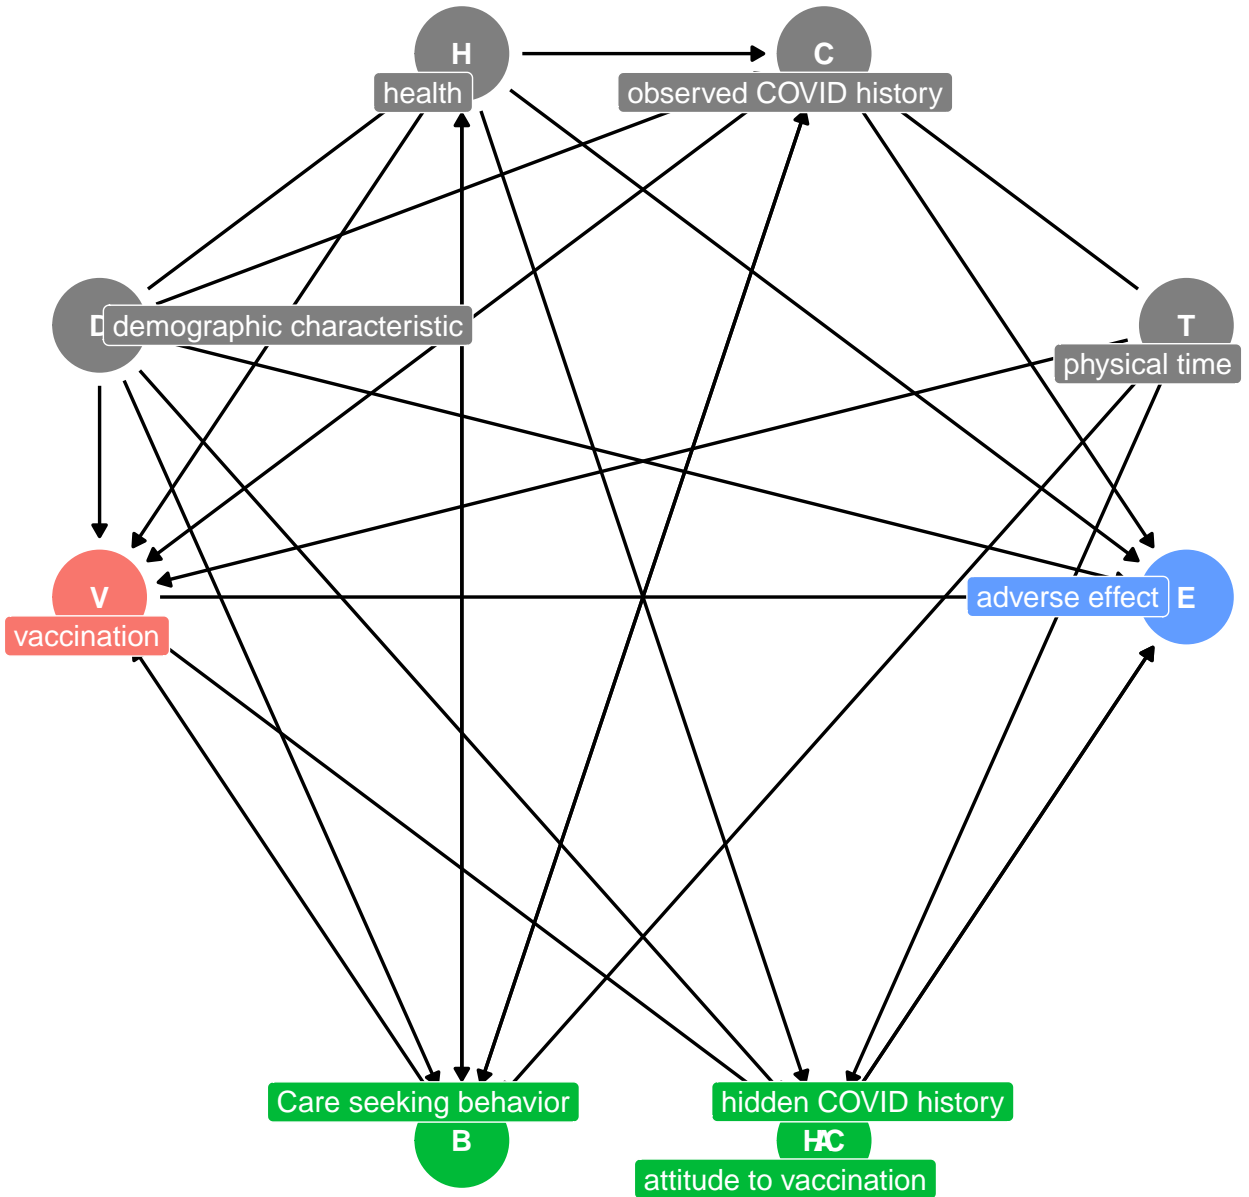 H
C
health
observed COVID history
D
demographic characteristic
T
physical time
V
vaccination
adverse effect
E
Care seeking behavior
hidden COVID history
B
HC
A
attitude to vaccination